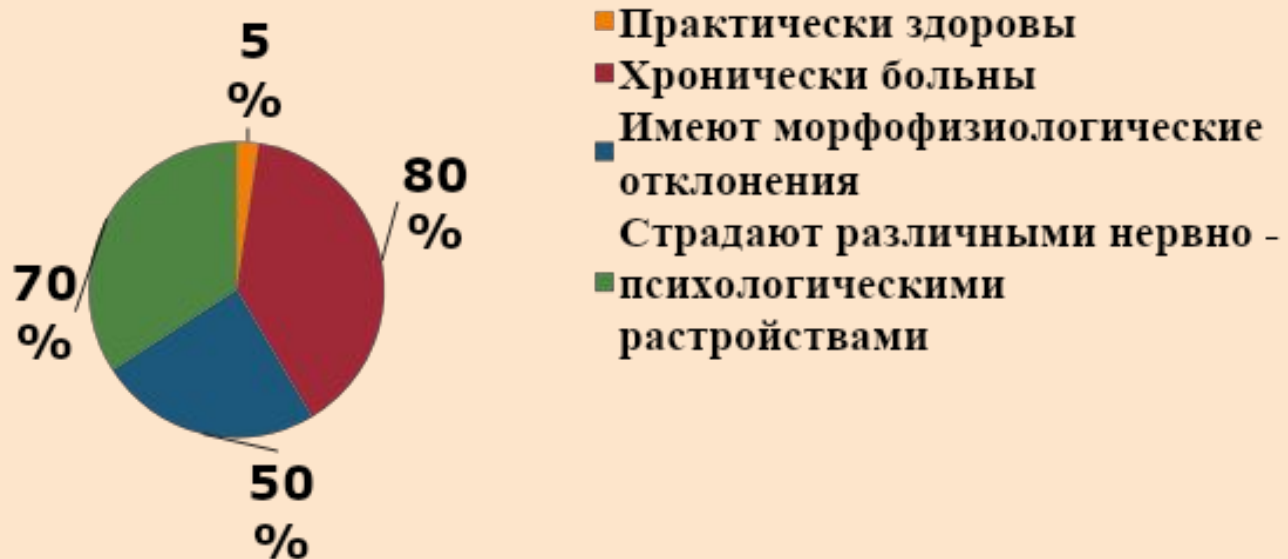 5
%
80
%
70
%
50
%
Практически здоровы
Хронически больны
Имеют морфофизиологические
отклонения
Страдают различными нервно -
психологическими
растройствами